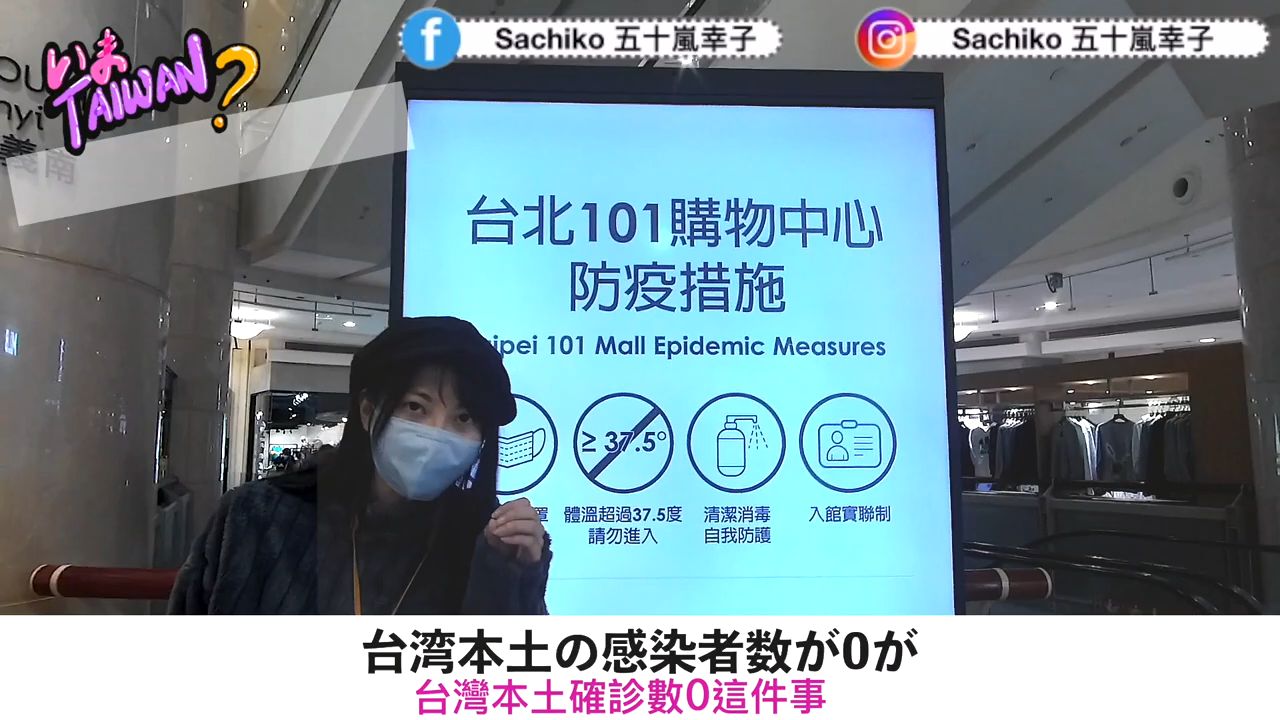 いま
TAIWAN?
Sachiko 五十嵐幸子
Sachiko 五十嵐幸子
義南
台北101購物中心
防疫措施
ipei 101 Mall Epidemic Measures
≥ 37.5°
罩
體溫超過37.5度
請勿進入
清潔消毒
自我防護
入館實聯制
台湾本土の感染者数が0が
台灣本土確診數0這件事